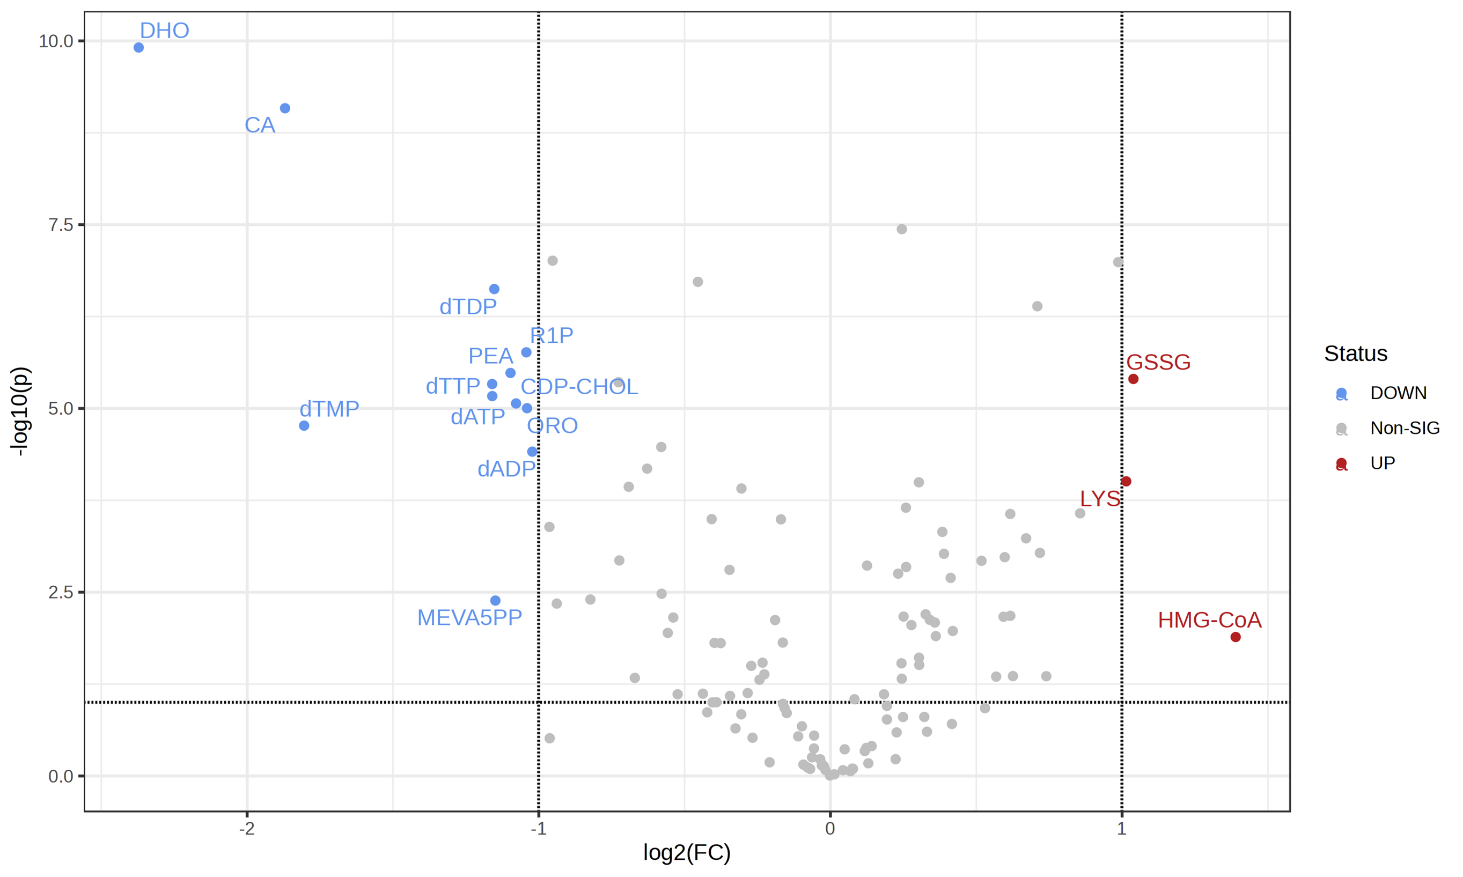 DHO
10.0
CA
7.5
dTDP
R1P
PEA
GSSG
dTTP
CDP-CHOL
dTMP
5.0
dATP
ORO
dADP
LYS
2.5
MEVA5PP
HMG-CoA
0.0
-2
-1
0
1
log2(FC)
-log10(p)
Status
DOWN
Non-SIG
UP